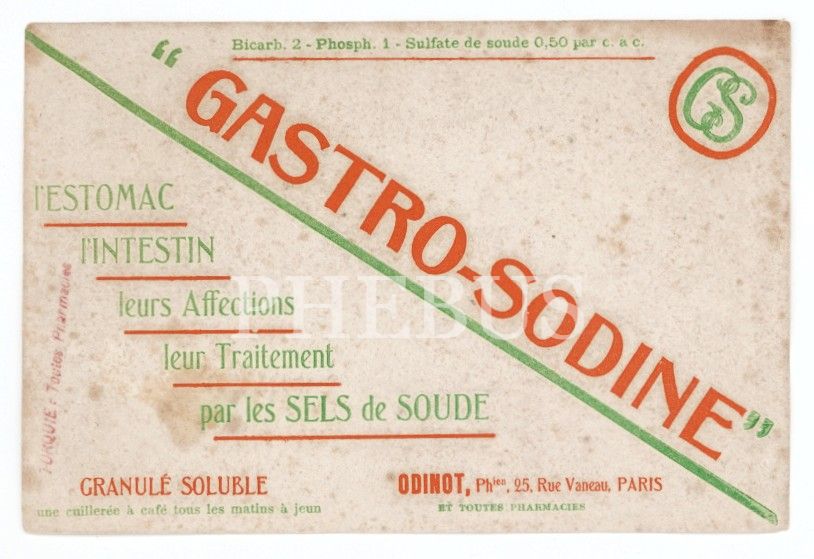 Bicarb. 2 - Phosph. 1 - Sulfate de soude 0,50 par c. à c.
GS
“GASTRO-SODINE”
l'ESTOMAC
l'INTESTIN
leurs Affections
leur Traitement
par les SELS de SOUDE
TURQUIE : Toutes Pharmacies
PHEBUS
GRANULÉ SOLUBLE
une cuillerée à café tous les matins à jeun
ODINOT, Phien, 25, Rue Vaneau, PARIS
ET TOUTES PHARMACIES